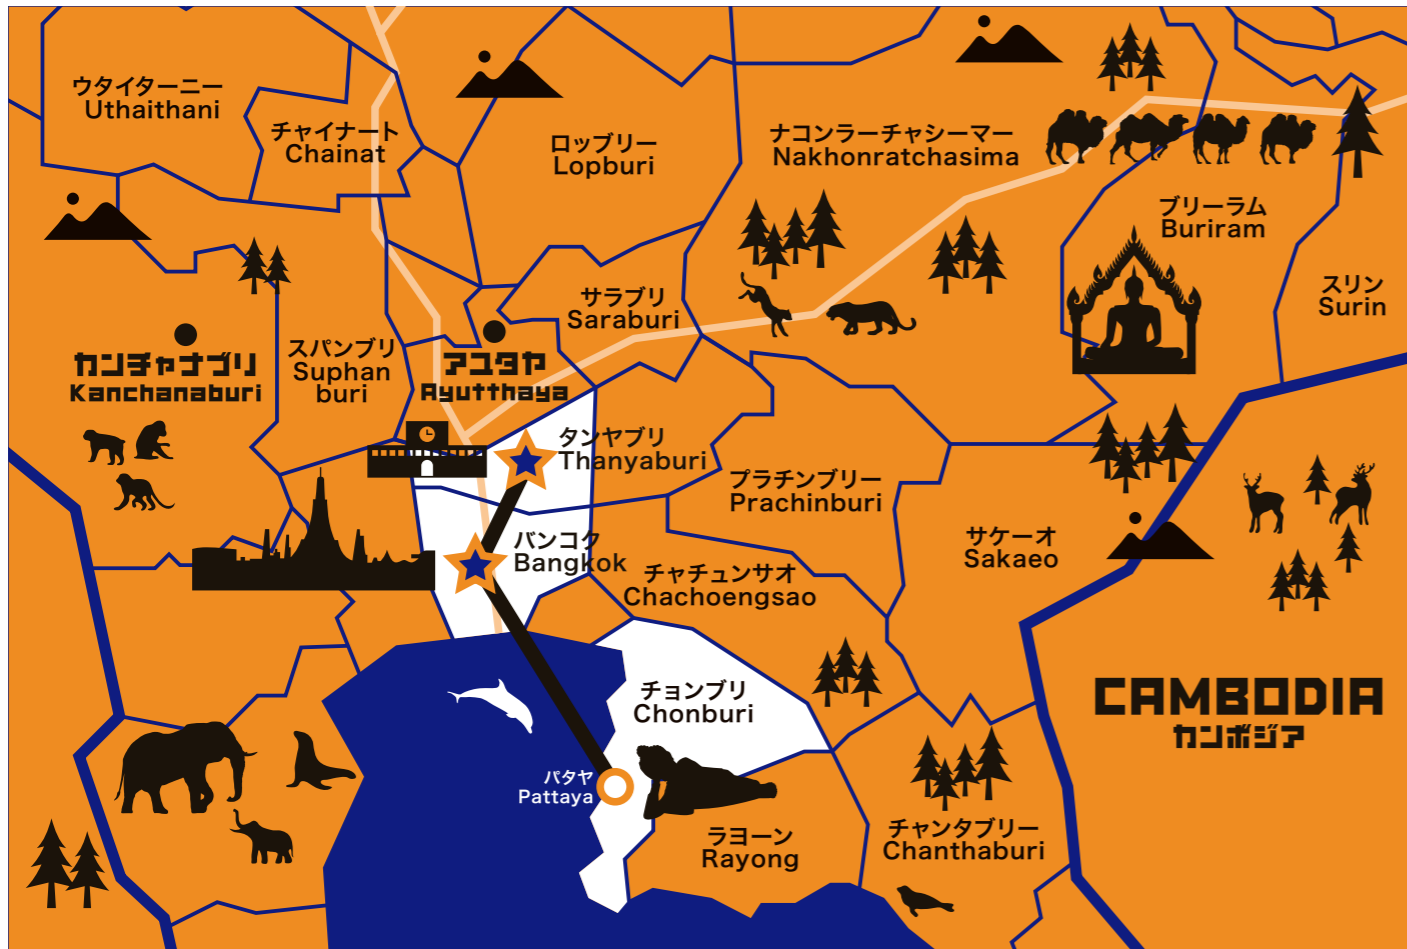 ウタイターニー
Uthaithani
チャイナート
Chainat
ロッブリー
Lopburi
ナコンラーチャシーマー
Nakhonratchasima
ブリーラム
Buriram
スリン
Surin
サラブリ
Saraburi
カンチャナブリ
Kanchanaburi
スパンブリ
Suphan
buri
アユタヤ
Ayutthaya
タンヤブリ
Thanyaburi
プラチンブリー
Prachinburi
バンコク
Bangkok
サケーオ
Sakaeo
チャチュンサオ
Chachoengsao
チョンブリ
Chonburi
CAMBODIA
カンボジア
パタヤ
Pattaya
ラヨーン
Rayong
チャンタブリー
Chanthaburi